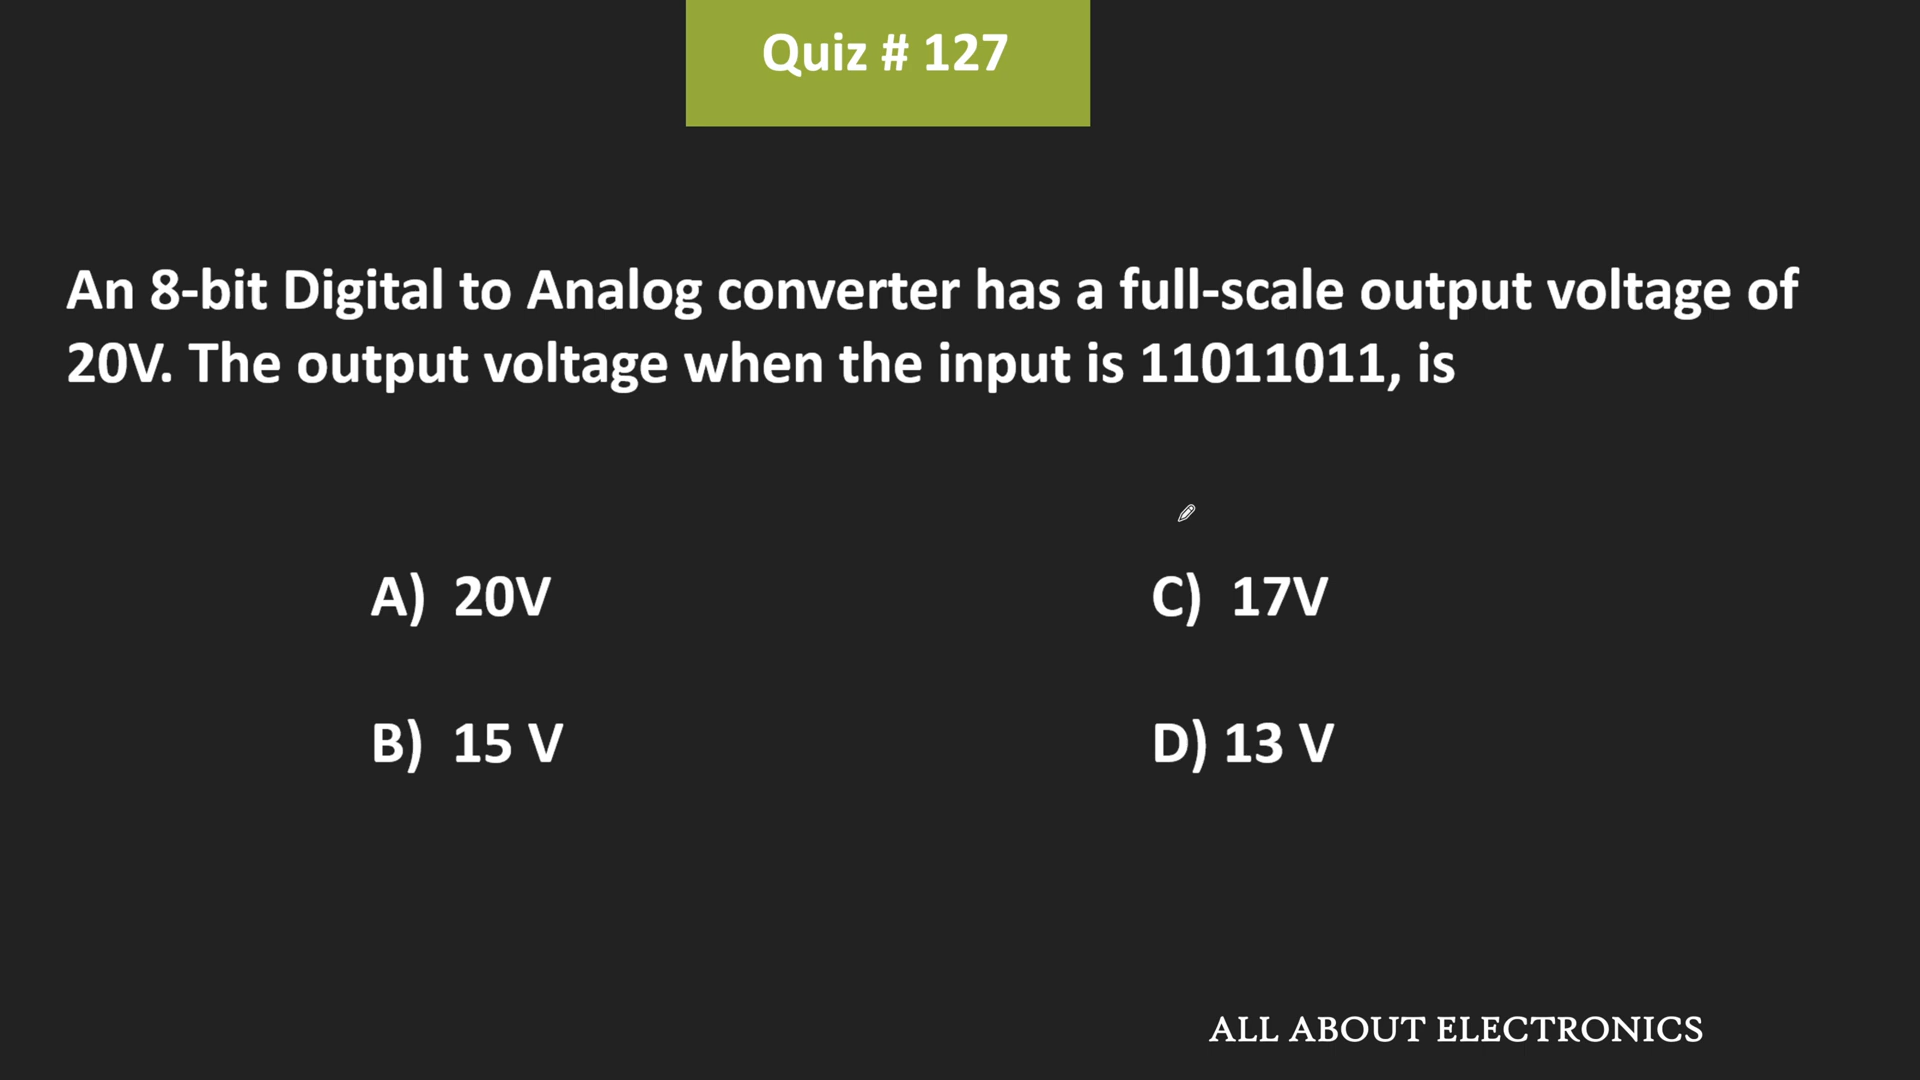 Quiz # 127
An 8-bit Digital to Analog converter has a full-scale output voltage of
20V. The output voltage when the input is 11011011, is
A) 20V
C) 17V
B) 15 V
D) 13 V
ALL ABOUT ELECTRONICS